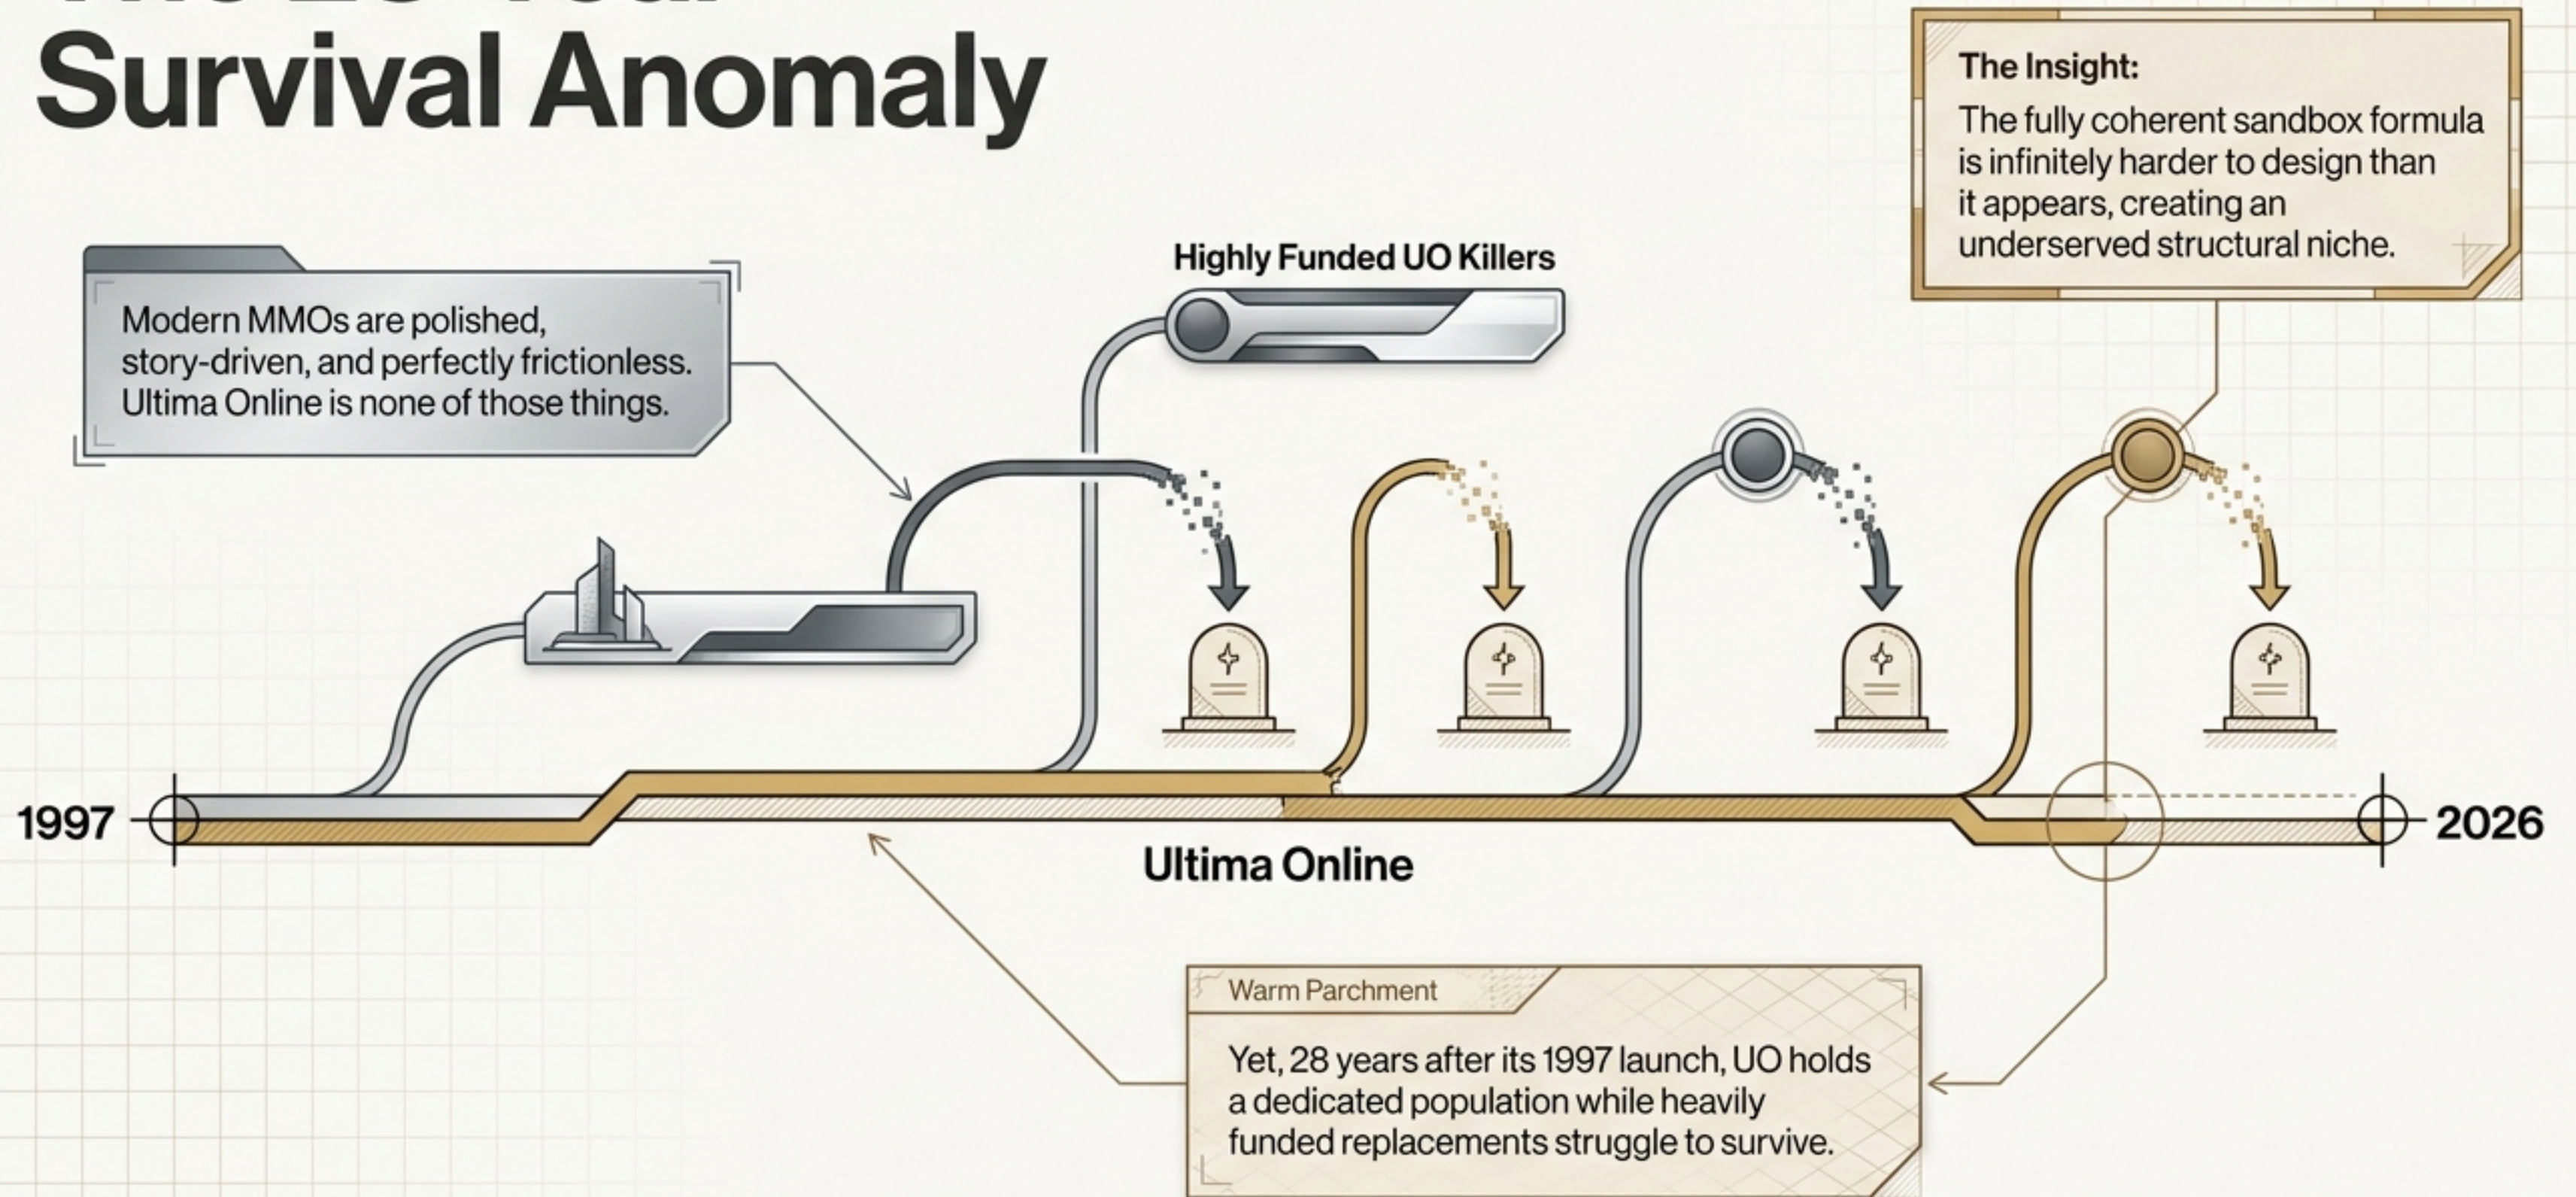 Survival Anomaly
The Insight:
The fully coherent sandbox formula
is infinitely harder to design than
it appears, creating an
underserved structural niche.
Modern MMOs are polished,
story-driven, and perfectly frictionless.
Ultima Online is none of those things.
Highly Funded UO Killers
1997
2026
Ultima Online
Warm Parchment
Yet, 28 years after its 1997 launch, UO holds
a dedicated population while heavily
funded replacements struggle to survive.